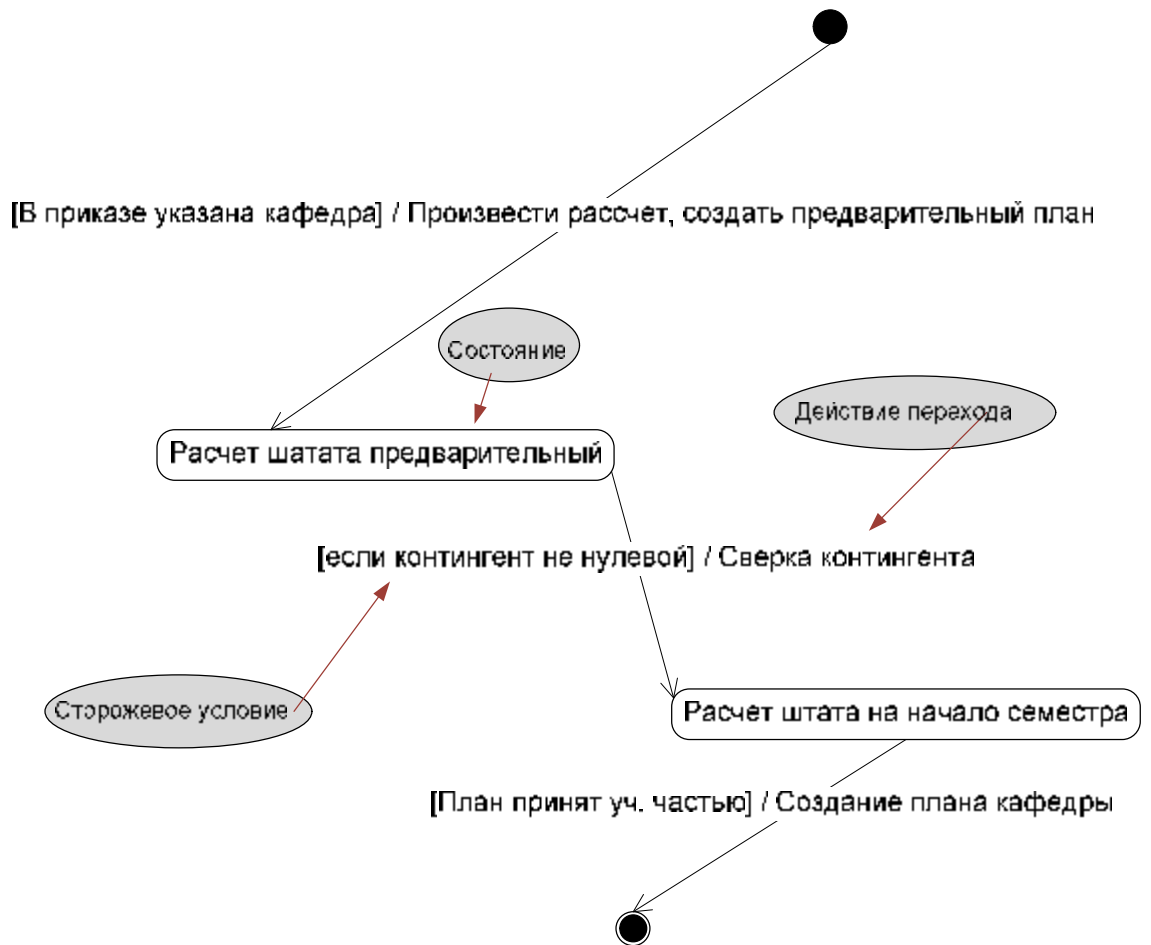 [В приказе указана кафедра] / Произвести рассчет, создать предварительный план
Состояние
Действие перехода
Расчет шатата предварительный
[если контингент не нулевой] / Сверка контингента
Сторожевое условие
Расчет штата на начало семестра
[План принят уч. частью] / Создание плана кафедры